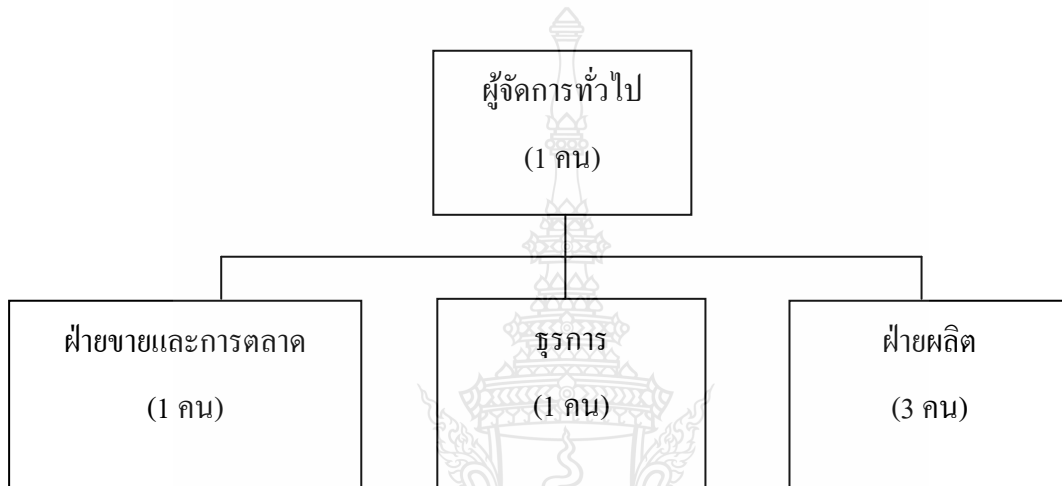 ผู้จัดการทั่วไป
(1 คน)
ฝ่ายขายและการตลาด
(1 คน)
ธุรการ
(1 คน)
ฝ่ายผลิต
(3 คน)